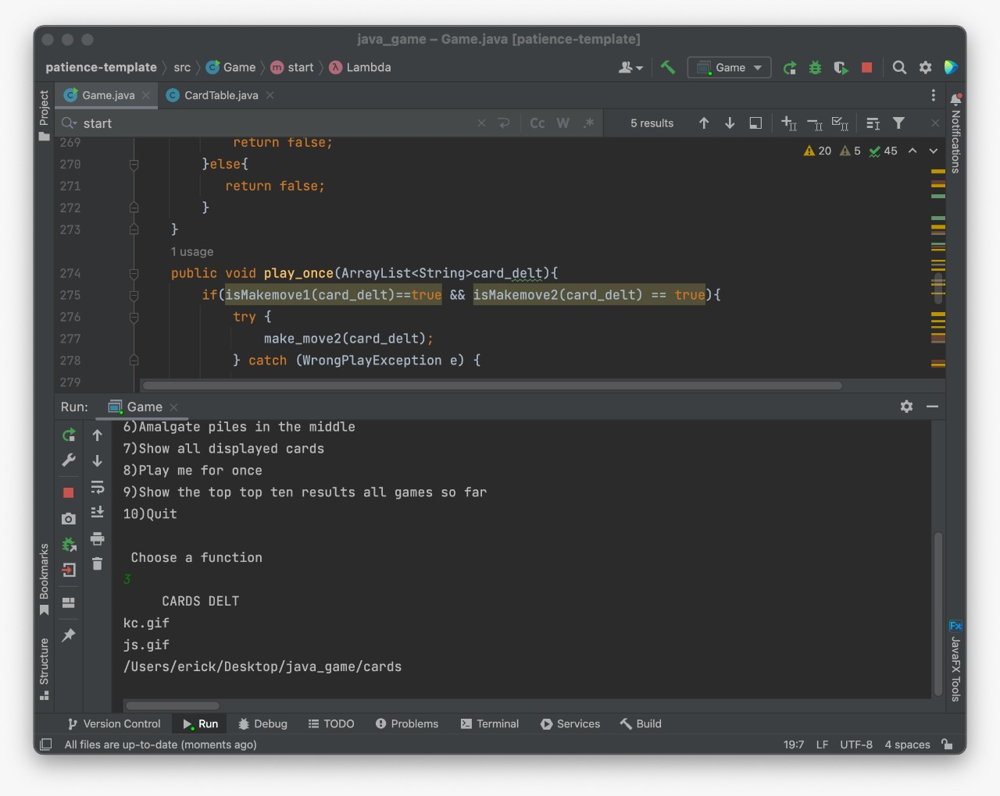 java_game – Game.java [patience-template]
patience-template 〉 src 〉 Game 〉 m start 〉 λ Lambda
Game
Project
Game.java
CardTable.java
Notifications
start
Cc W .*
5 results
269 return false;
20 5 45
270 }else{
271 return false;
272 }
273 }
1 usage
274 public void play_once(ArrayList<String>card_delt){
275 if(isMakemove1(card_delt)==true && isMakemove2(card_delt) == true){
276 try {
277 make_move2(card_delt);
278 } catch (WrongPlayException e) {
279
Run: Game
6)Amalgate piles in the middle
7)Show all displayed cards
8)Play me for once
9)Show the top top ten results all games so far
10)Quit
Choose a function
3
CARDS DELT
kc.gif
js.gif
/Users/erick/Desktop/java_game/cards
Bookmarks
Structure
Fx
JavaFX Tools
Version Control Run Debug TODO Problems Terminal Services Build
All files are up-to-date (moments ago)
19:7 LF UTF-8 4 spaces